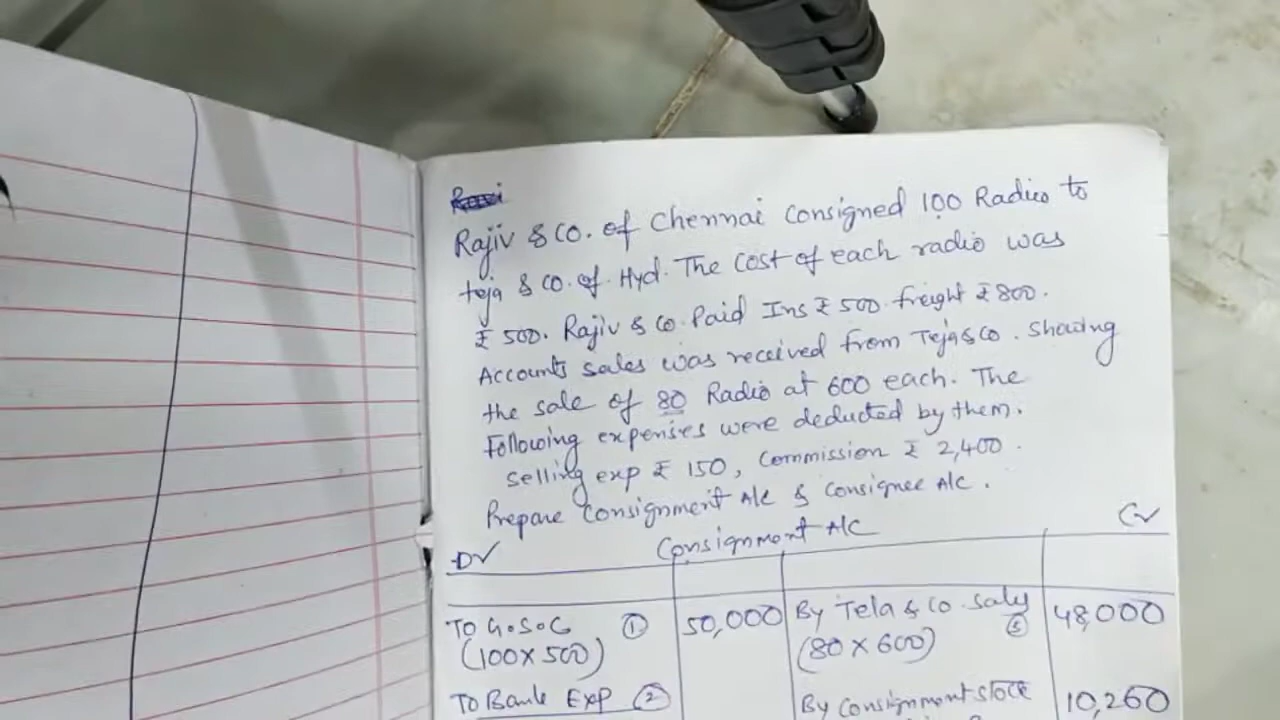 Rajiv & Co. of Chennai Consigned 100 Radios to
teja & co. of Hyd. The cost of each radio was
₹ 500. Rajiv & Co. Paid Ins ₹ 500 freight ₹ 800.
Accounts sales was received from Teja & Co. Showing
the sale of 80 Radio at 600 each. The
Following expenses were deducted by them.
Selling exp ₹ 150, Commission ₹ 2,400.
Prepare Consignment A/c & Consignee A/c.
Dr Consignment A/C Cr
To G.S.O.C ① 50,000 By Tela & Co. Sales ⑤ 48,000
(100 x 500) (80 x 600)
To Bank Exp ② By Consignment Stock 10,260